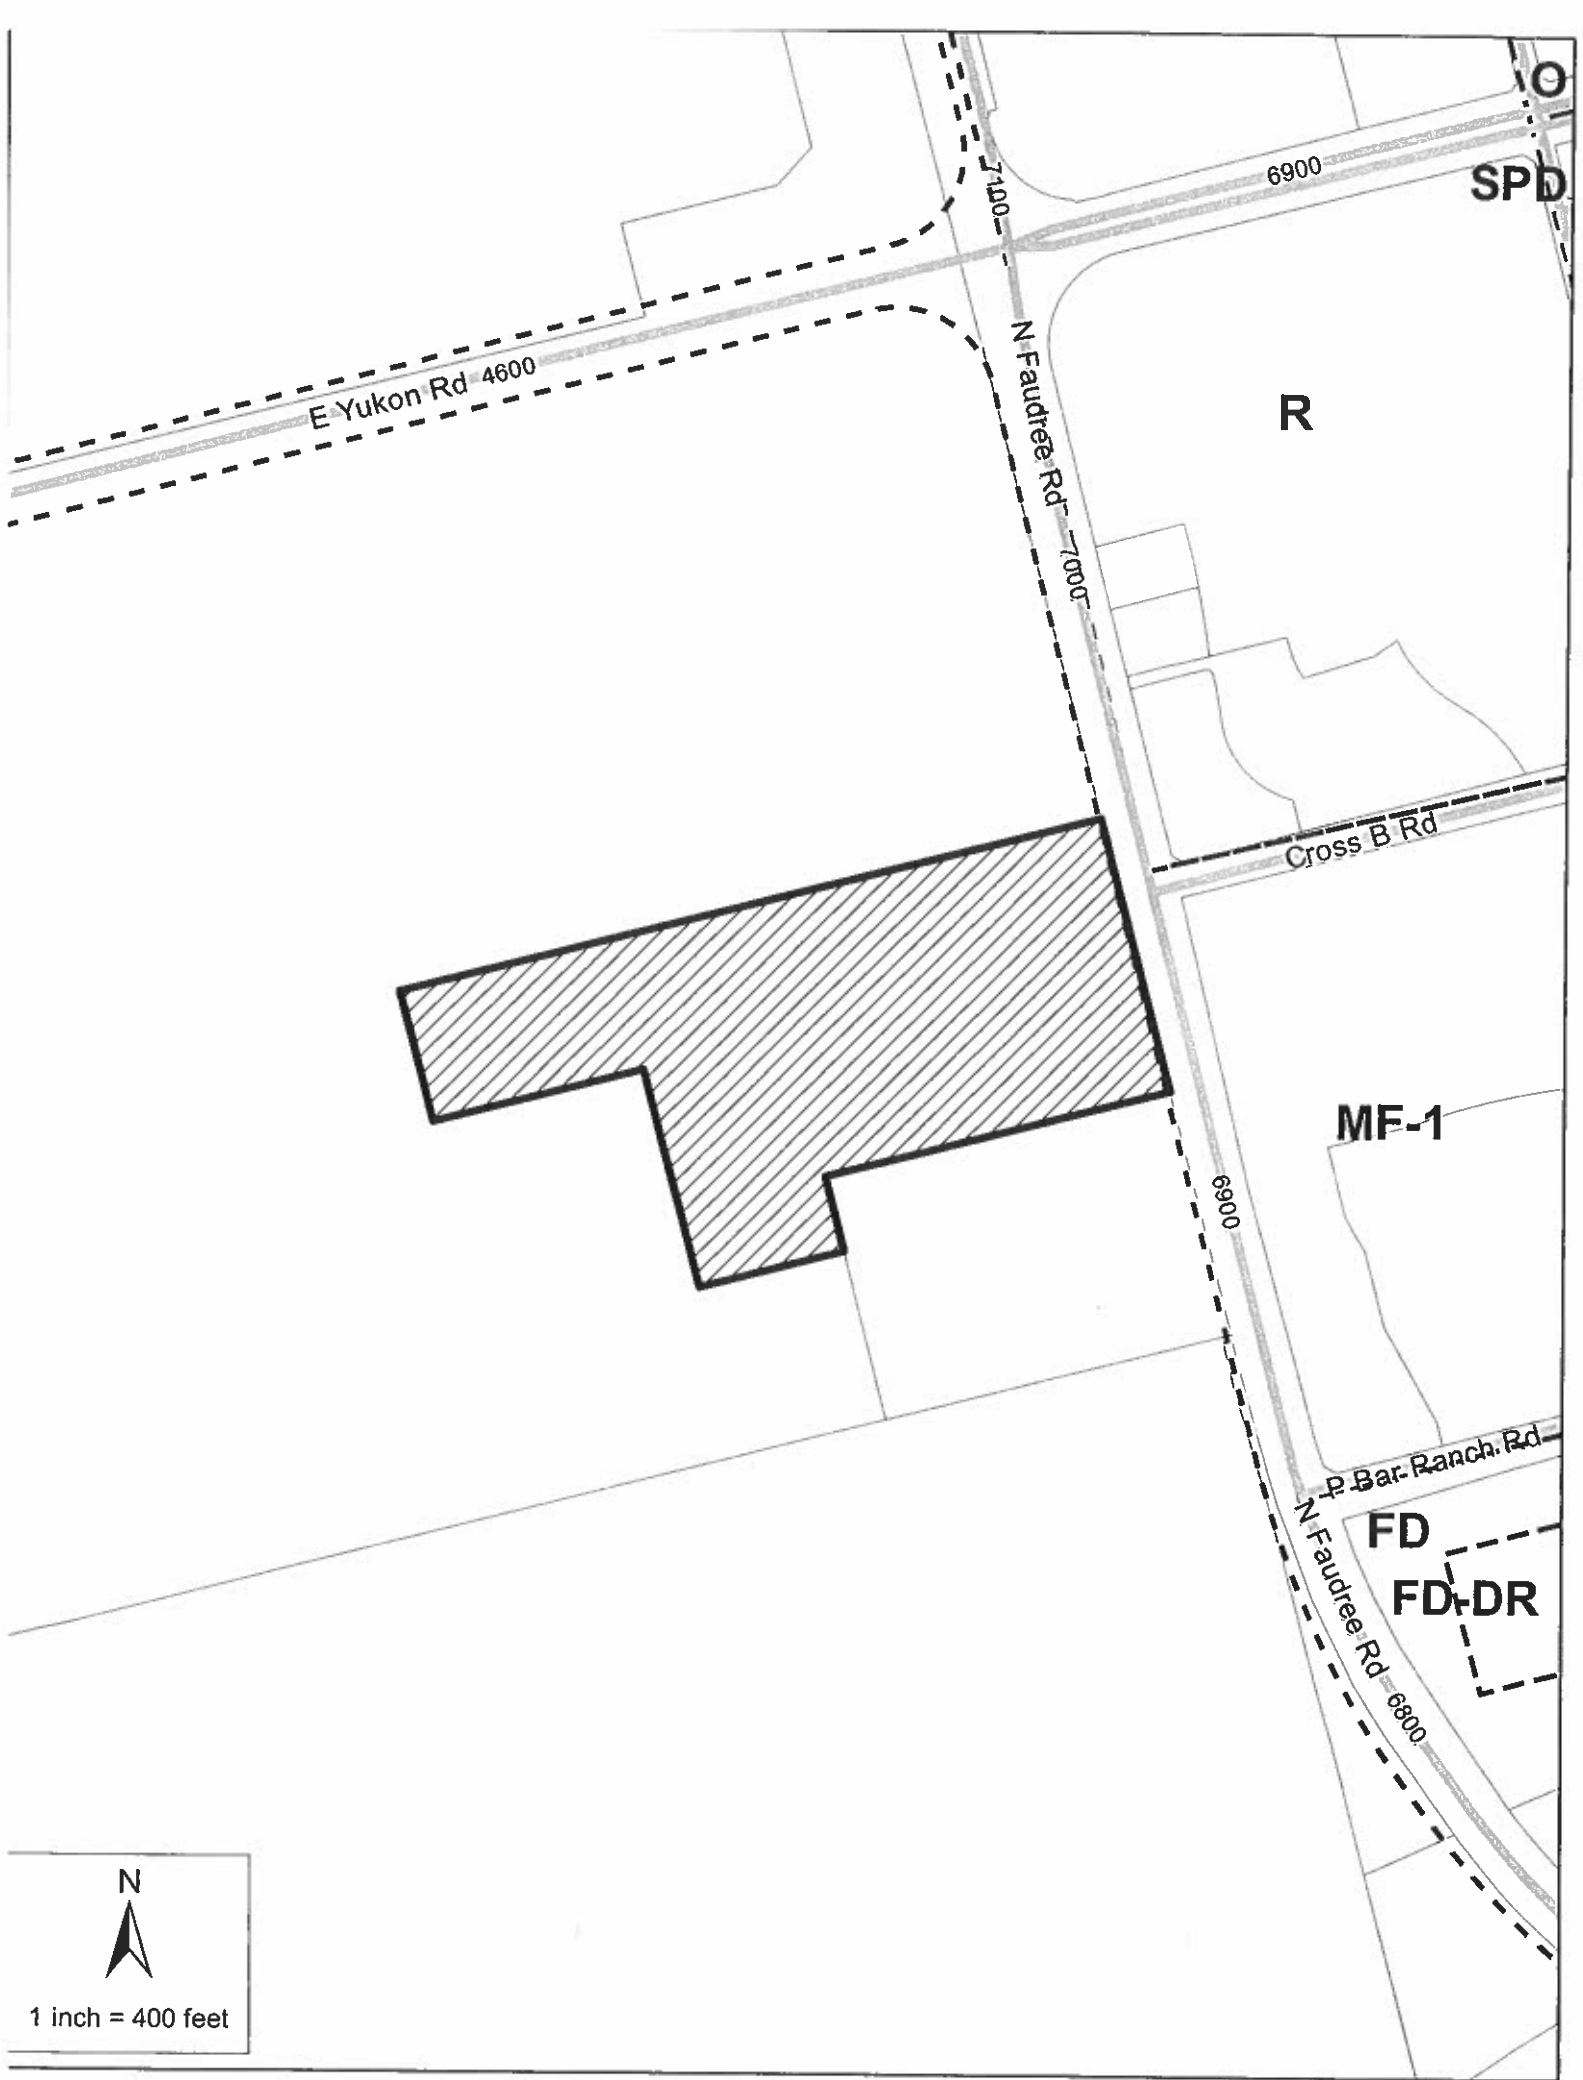 O
SPD
7100
6900
E Yukon Rd 4600
N Faudree Rd
7000
R
Cross B Rd
MF-1
6900
P Bar Ranch Rd
FD
FD-DR
N Faudree Rd
6800
N
1 inch = 400 feet